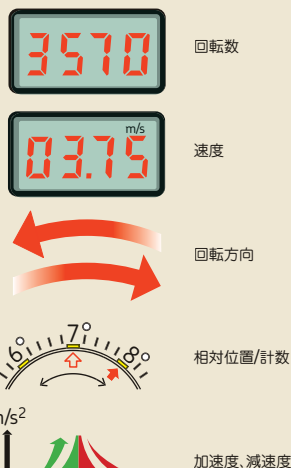 3570
回転数
m/s
03.75
速度
回転方向
6° 7° 8°
相対位置/計数
m/s²
加速度、減速度